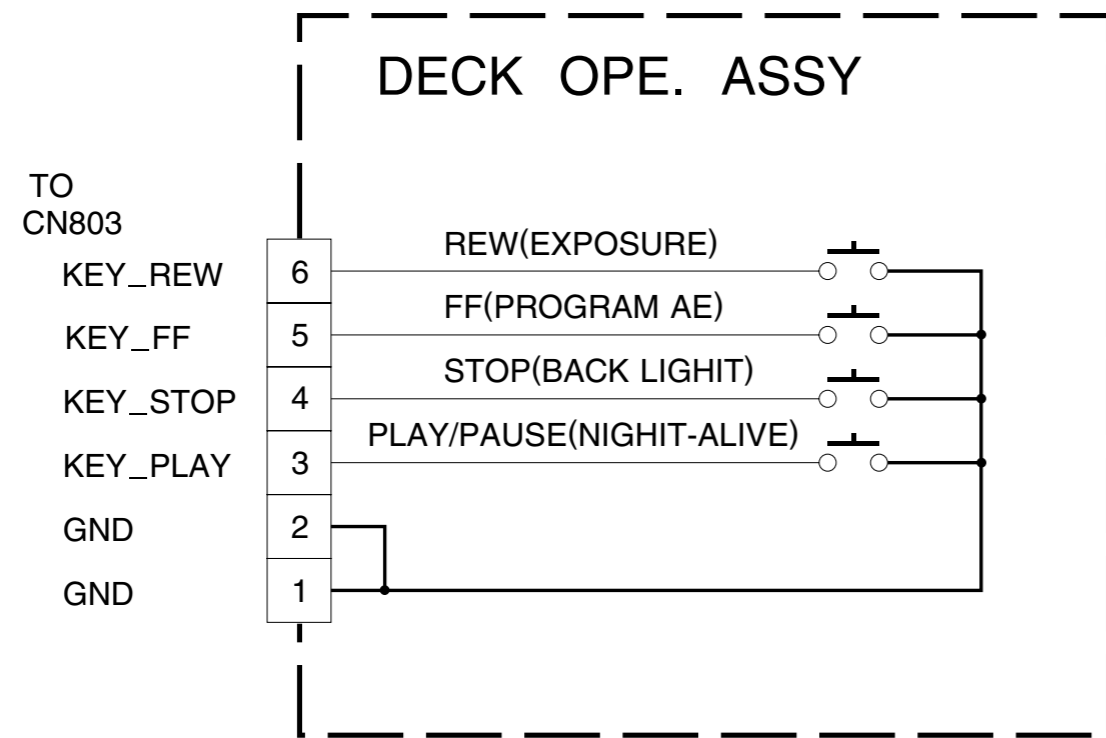 DECK OPE. ASSY
TO
CN803
KEY_REW 6 REW(EXPOSURE)
KEY_FF 5 FF(PROGRAM AE)
KEY_STOP 4 STOP(BACK LIGHIT)
KEY_PLAY 3 PLAY/PAUSE(NIGHIT-ALIVE)
GND 2
GND 1